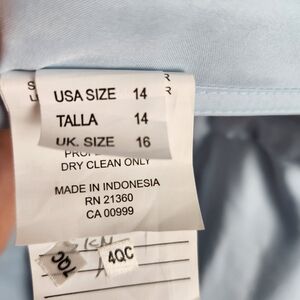 USA SIZE 14
TALLA 14
UK. SIZE 16
DRY CLEAN ONLY
MADE IN INDONESIA
RN 21360
CA 00999
4QC